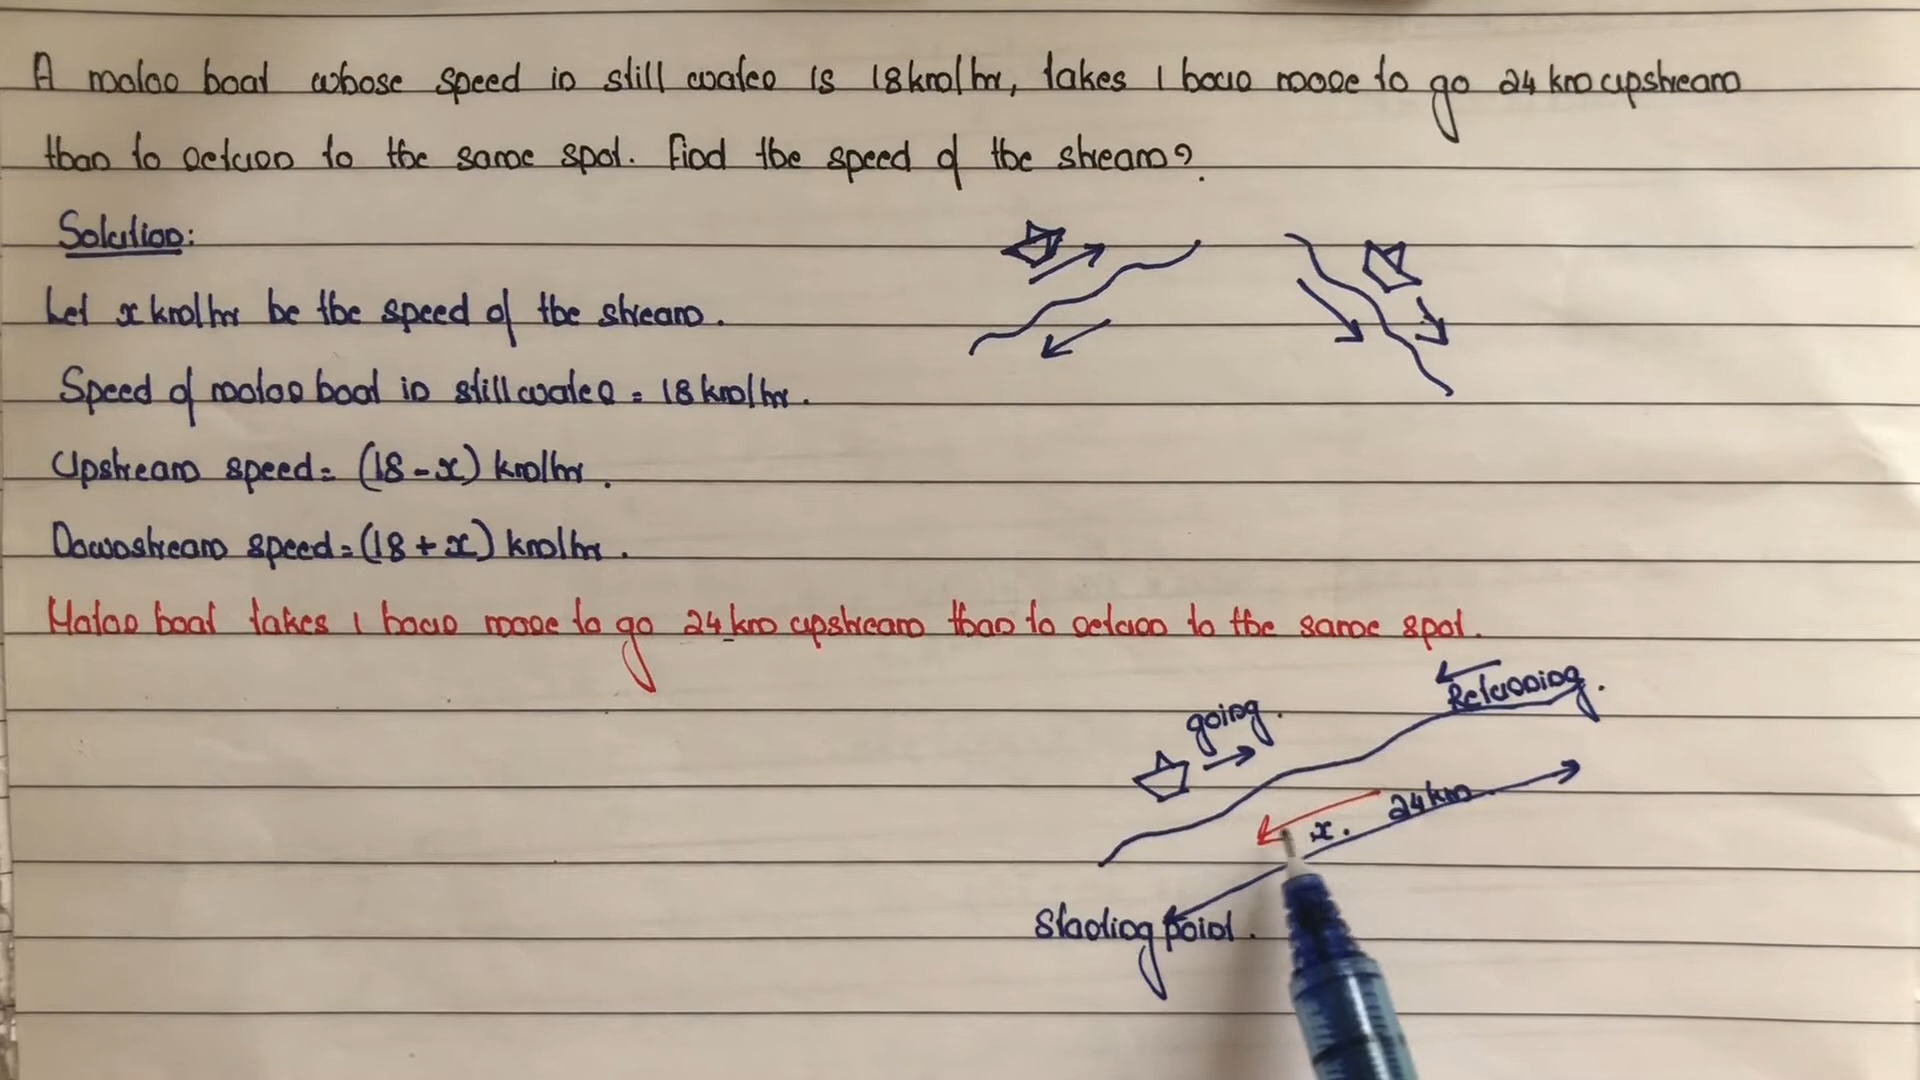 A motor boat whose speed in still water is 18km/hr, takes 1 hour more to go 24 km upstream
than to return to the same spot. Find the speed of the stream?
Solution:
Let x km/hr be the speed of the stream.
Speed of motor boat in still water = 18 km/hr.
Upstream speed = (18 - x) km/hr.
Downstream speed = (18 + x) km/hr.
Motor boat takes 1 hour more to go 24km upstream than to return to the same spot.
Returning.
going.
24km
x.
Starting point.